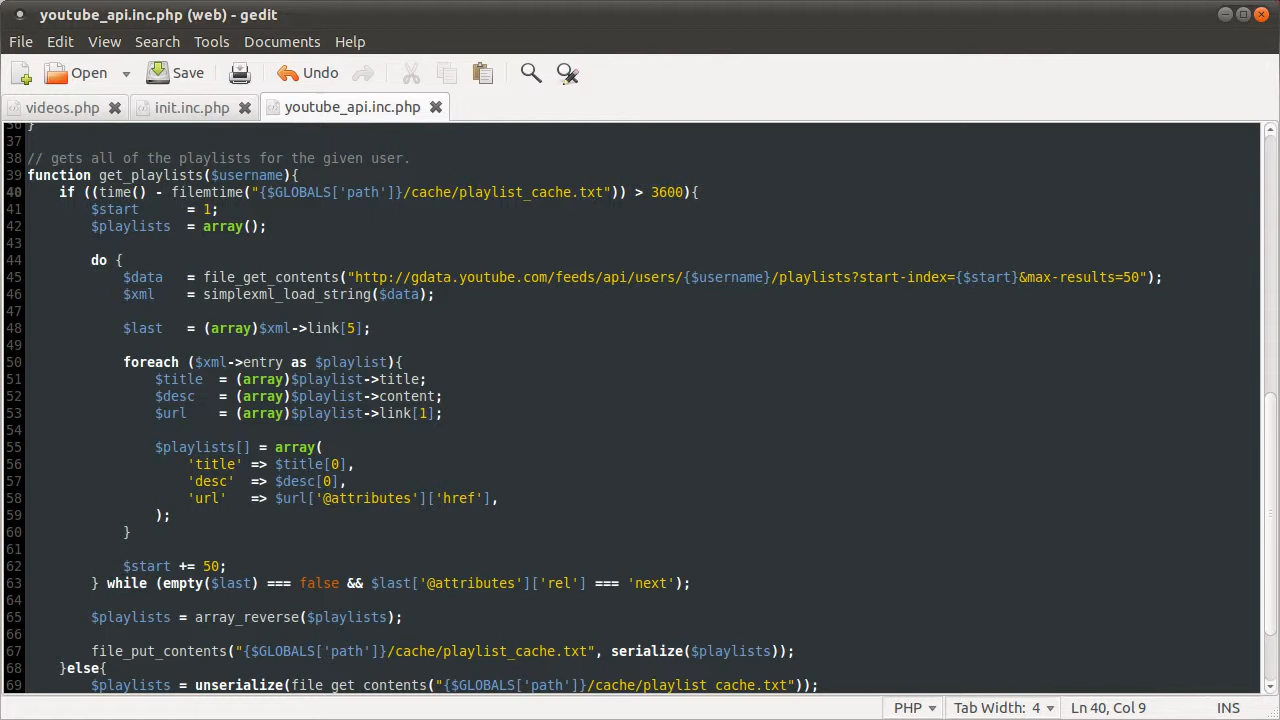 youtube_api.inc.php (web) - gedit
File Edit View Search Tools Documents Help
Open Save Undo
videos.php init.inc.php youtube_api.inc.php
36 }
37
38 // gets all of the playlists for the given user.
39 function get_playlists($username){
40 if ((time() - filemtime("{$GLOBALS['path']}/cache/playlist_cache.txt")) > 3600){
41 $start = 1;
42 $playlists = array();
43
44 do {
45 $data = file_get_contents("http://gdata.youtube.com/feeds/api/users/{$username}/playlists?start-index={$start}&max-results=50");
46 $xml = simplexml_load_string($data);
47
48 $last = (array)$xml->link[5];
49
50 foreach ($xml->entry as $playlist){
51 $title = (array)$playlist->title;
52 $desc = (array)$playlist->content;
53 $url = (array)$playlist->link[1];
54
55 $playlists[] = array(
56 'title' => $title[0],
57 'desc' => $desc[0],
58 'url' => $url['@attributes']['href'],
59 );
60 }
61
62 $start += 50;
63 } while (empty($last) === false && $last['@attributes']['rel'] === 'next');
64
65 $playlists = array_reverse($playlists);
66
67 file_put_contents("{$GLOBALS['path']}/cache/playlist_cache.txt", serialize($playlists));
68 }else{
69 $playlists = unserialize(file_get_contents("{$GLOBALS['path']}/cache/playlist_cache.txt"));
PHP Tab Width: 4 Ln 40, Col 9 INS